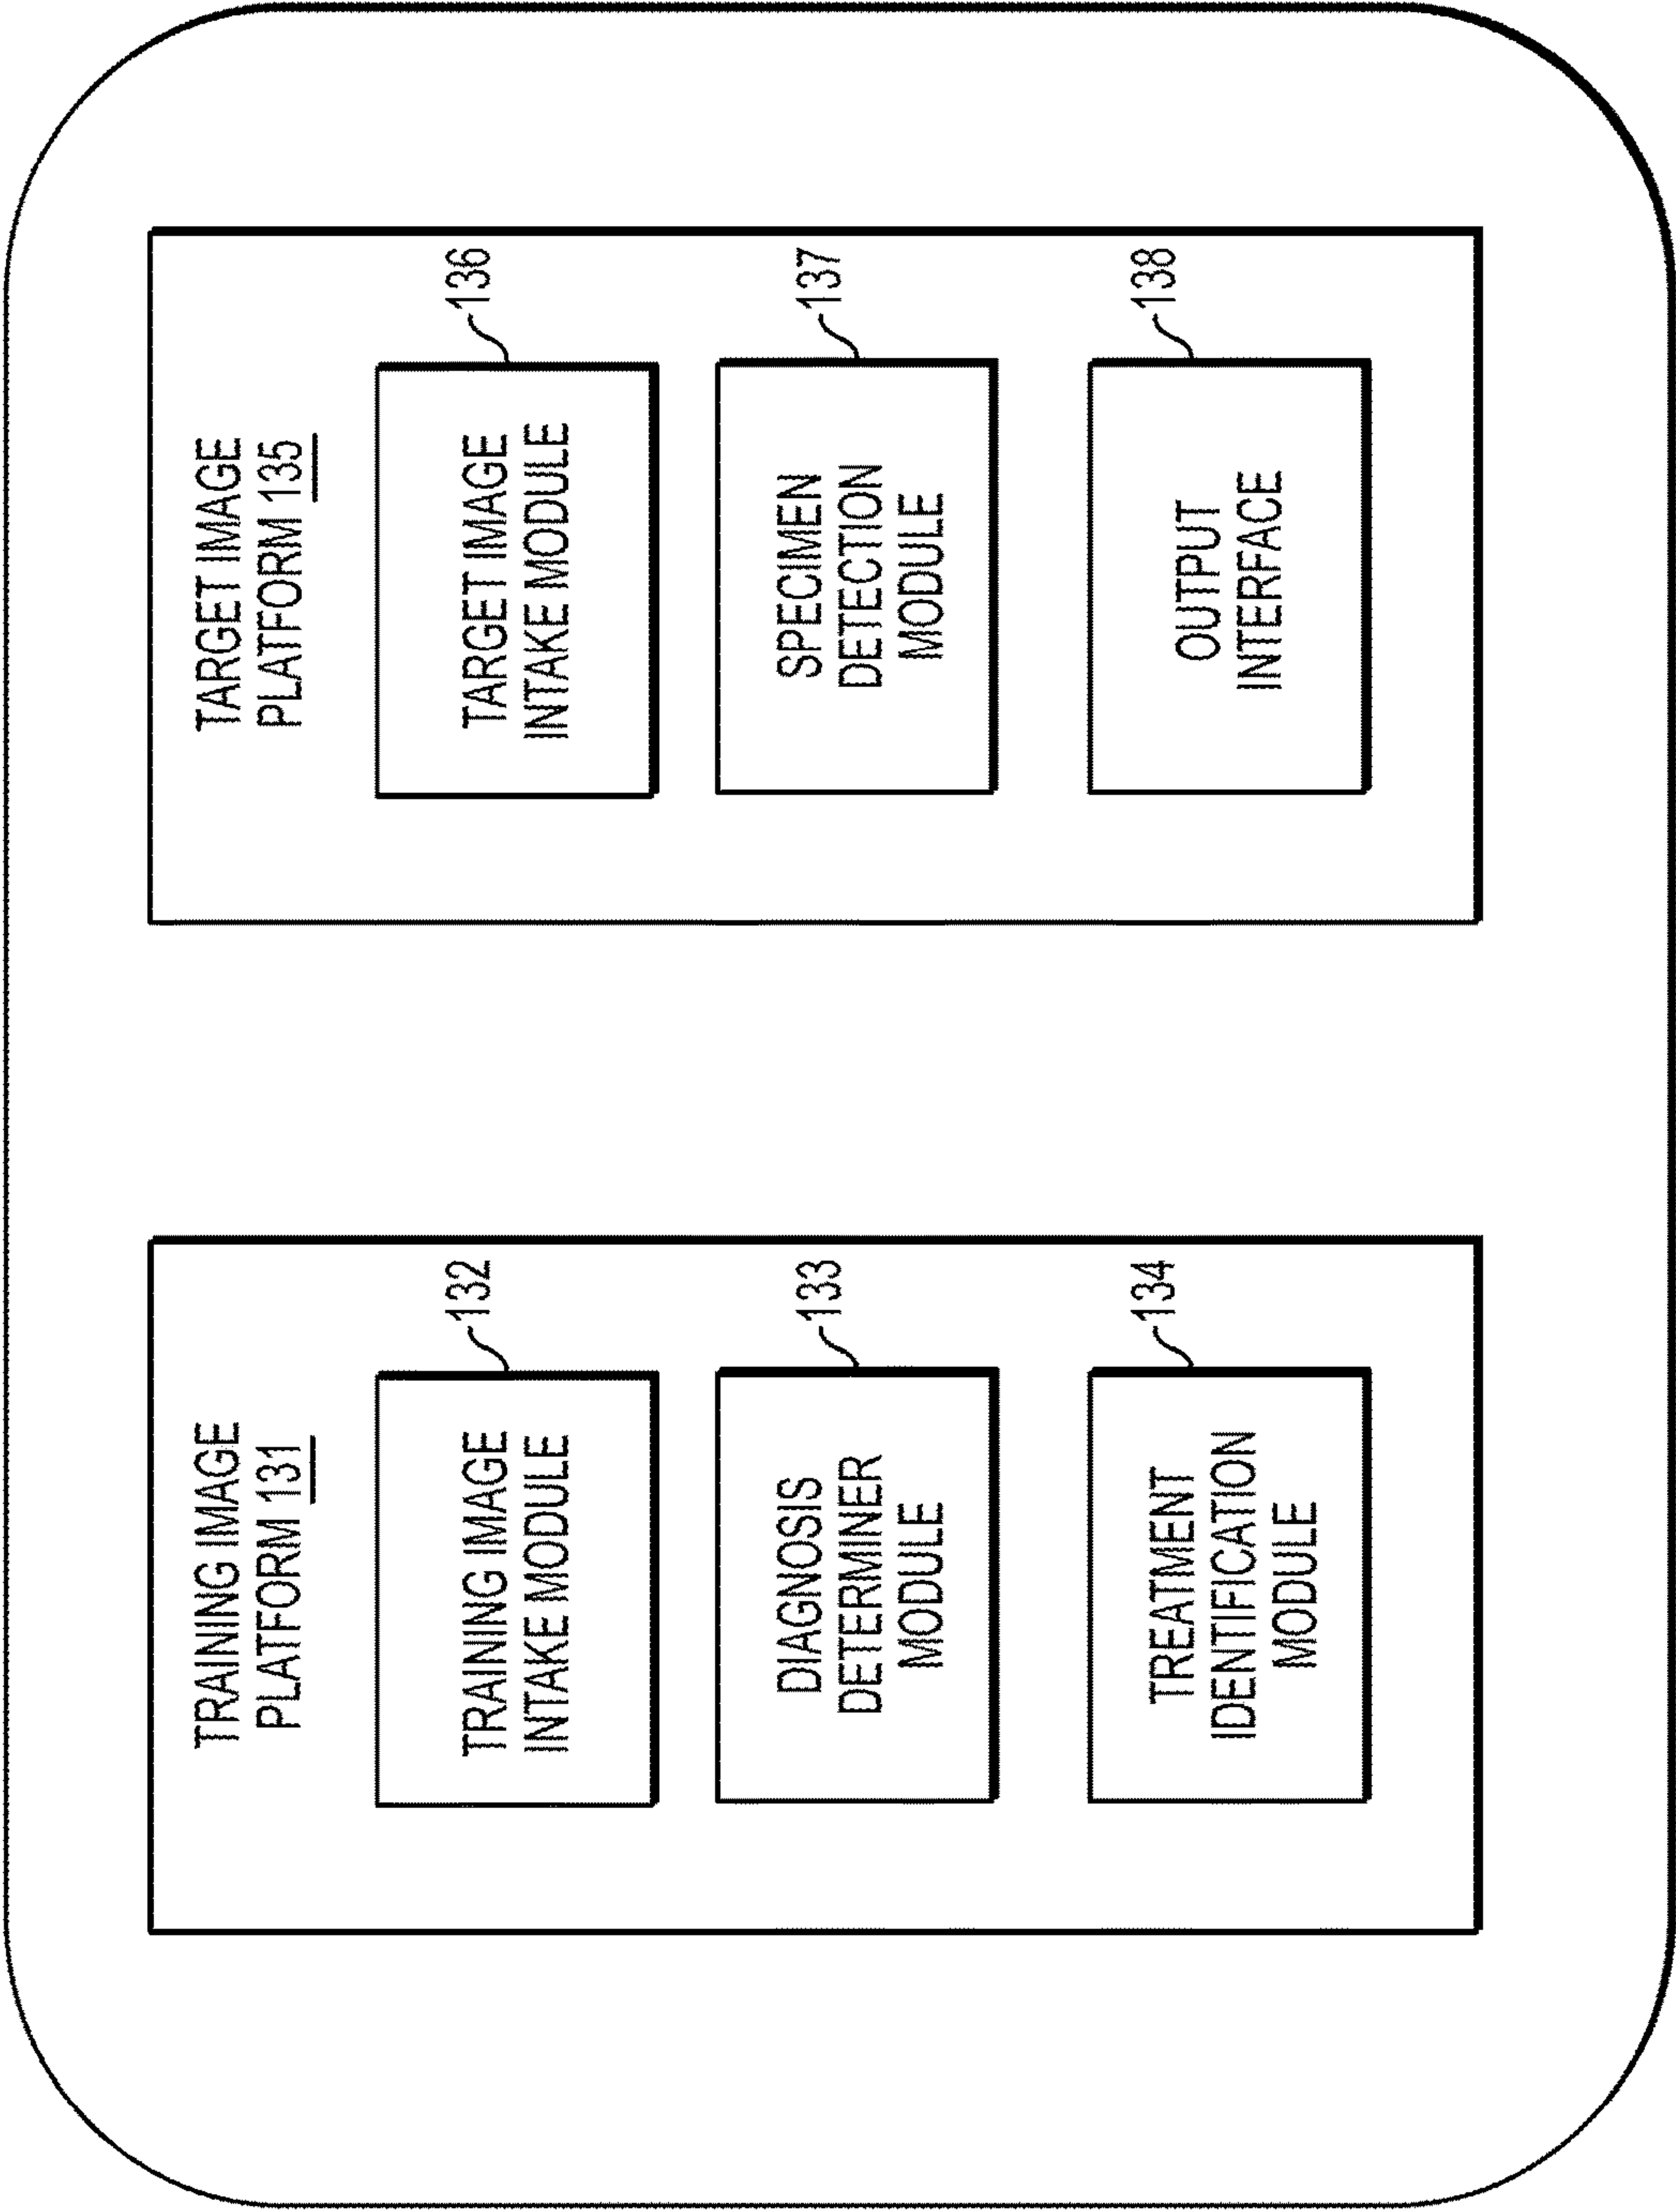 TRAINING IMAGE
PLATFORM 131
132
TRAINING IMAGE
INTAKE MODULE
133
DIAGNOSIS
DETERMINER
MODULE
134
TREATMENT
IDENTIFICATION
MODULE
TARGET IMAGE
PLATFORM 135
136
TARGET IMAGE
INTAKE MODULE
137
SPECIMEN
DETECTION
MODULE
138
OUTPUT
INTERFACE